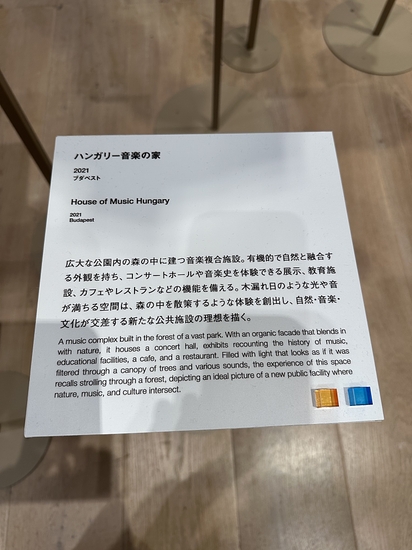 ハンガリー音楽の家
2021
ブダペスト
House of Music Hungary
2021
Budapest
広大な公園内の森の中に建つ音楽複合施設。有機的で自然と融合す
る外観を持ち、コンサートホールや音楽史を体験できる展示、教育施
設、カフェやレストランなどの機能を備える。木漏れ日のような光や音
が満ちる空間は、森の中を散策するような体験を創出し、自然・音楽・
文化が交差する新たな公共施設の理想を描く。
A music complex built in the forest of a vast park. With an organic facade that blends in
with nature, it houses a concert hall, exhibits recounting the history of music,
educational facilities, a cafe, and a restaurant. Filled with light that looks as if it was
filtered through a canopy of trees and various sounds, the experience of this space
recalls strolling through a forest, depicting an ideal picture of a new public facility where
nature, music, and culture intersect.